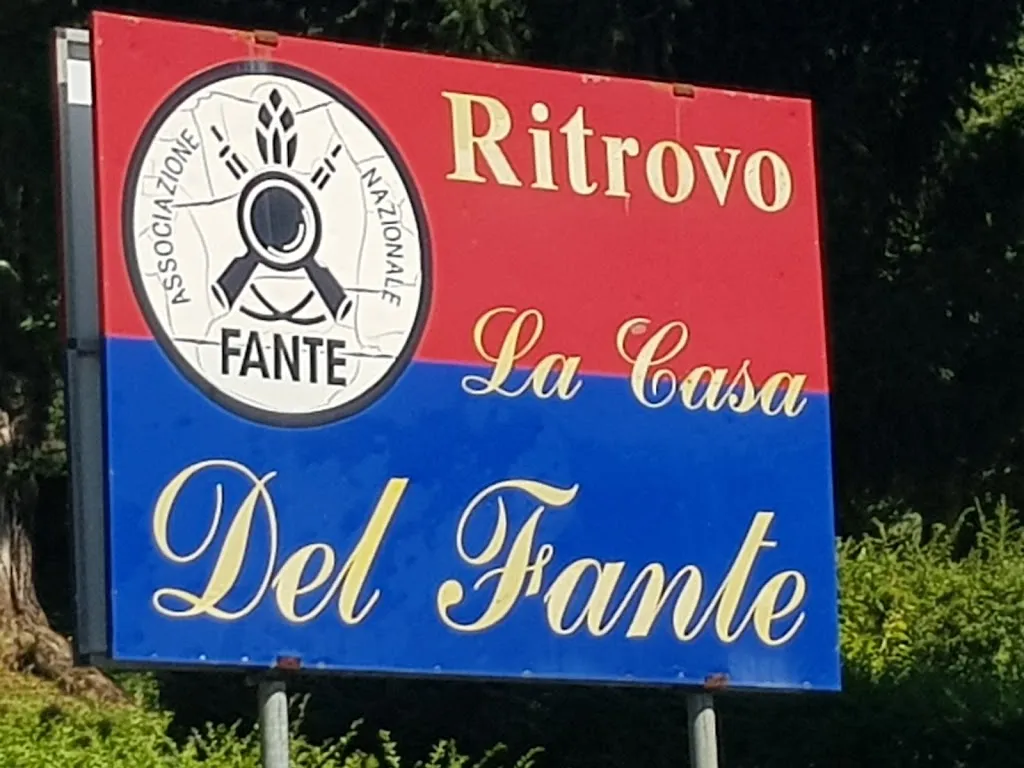 ASSOCIAZIONE NAZIONALE
FANTE
Ritrovo
La Casa
Del Fante